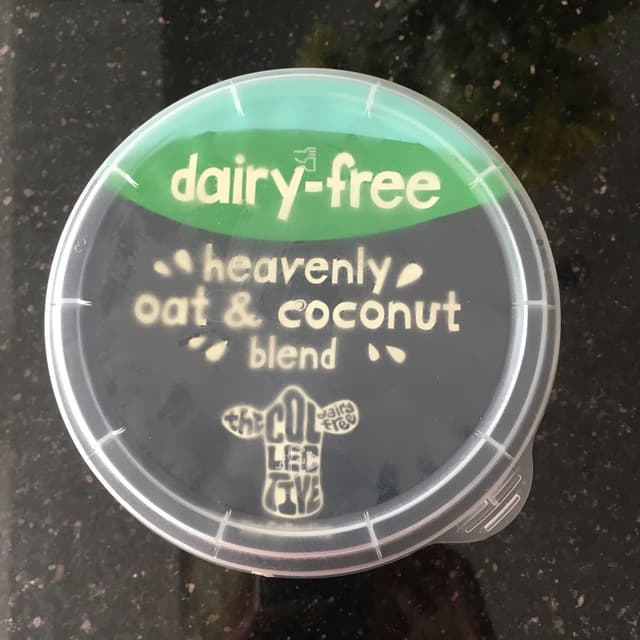 dairy-free
heavenly
oat & coconut
blend
the COL dairy free
LEC
TIVE